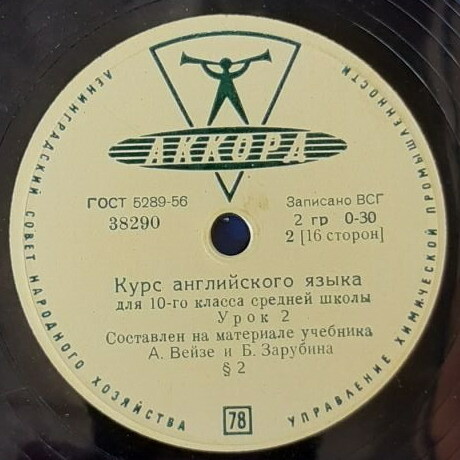 ЛЕНИНГРАДСКИЙ СОВЕТ НАРОДНОГО ХОЗЯЙСТВА
УПРАВЛЕНИЕ ХИМИЧЕСКОЙ ПРОМЫШЛЕННОСТИ
АККОРД
ГОСТ 5289-56
38290
Записано ВСГ
2 гр 0-30
2 [16 сторон]
Курс английского языка
для 10-го класса средней школы
Урок 2
Составлен на материале учебника
А. Вейзе и Б. Зарубина
§ 2
78